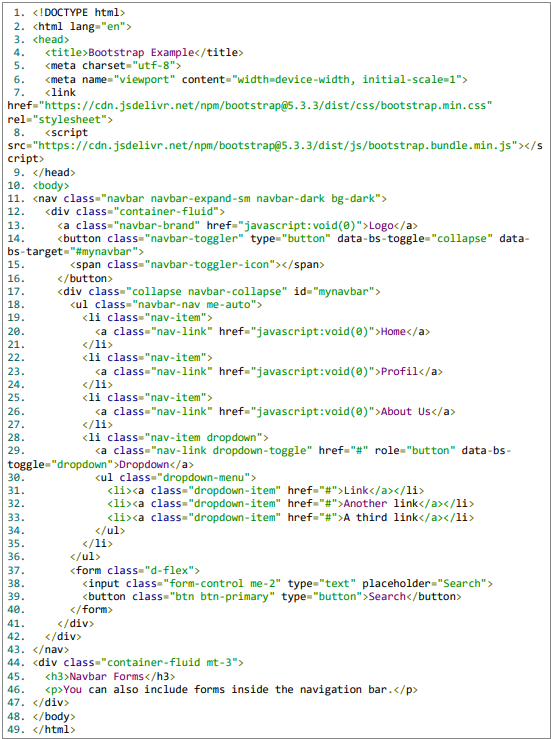 1. <!DOCTYPE html>
2. <html lang="en">
3. <head>
4. <title>Bootstrap Example</title>
5. <meta charset="utf-8">
6. <meta name="viewport" content="width=device-width, initial-scale=1">
7. <link
href="https://cdn.jsdelivr.net/npm/bootstrap@5.3.3/dist/css/bootstrap.min.css"
rel="stylesheet">
8. <script
src="https://cdn.jsdelivr.net/npm/bootstrap@5.3.3/dist/js/bootstrap.bundle.min.js"></s
cript>
9. </head>
10. <body>
11. <nav class="navbar navbar-expand-sm navbar-dark bg-dark">
12. <div class="container-fluid">
13. <a class="navbar-brand" href="javascript:void(0)">Logo</a>
14. <button class="navbar-toggler" type="button" data-bs-toggle="collapse" data-
bs-target="#mynavbar">
15. <span class="navbar-toggler-icon"></span>
16. </button>
17. <div class="collapse navbar-collapse" id="mynavbar">
18. <ul class="navbar-nav me-auto">
19. <li class="nav-item">
20. <a class="nav-link" href="javascript:void(0)">Home</a>
21. </li>
22. <li class="nav-item">
23. <a class="nav-link" href="javascript:void(0)">Profil</a>
24. </li>
25. <li class="nav-item">
26. <a class="nav-link" href="javascript:void(0)">About Us</a>
27. </li>
28. <li class="nav-item dropdown">
29. <a class="nav-link dropdown-toggle" href="#" role="button" data-bs-
toggle="dropdown">Dropdown</a>
30. <ul class="dropdown-menu">
31. <li><a class="dropdown-item" href="#">Link</a></li>
32. <li><a class="dropdown-item" href="#">Another link</a></li>
33. <li><a class="dropdown-item" href="#">A third link</a></li>
34. </ul>
35. </li>
36. </ul>
37. <form class="d-flex">
38. <input class="form-control me-2" type="text" placeholder="Search">
39. <button class="btn btn-primary" type="button">Search</button>
40. </form>
41. </div>
42. </div>
43. </nav>
44. <div class="container-fluid mt-3">
45. <h3>Navbar Forms</h3>
46. <p>You can also include forms inside the navigation bar.</p>
47. </div>
48. </body>
49. </html>